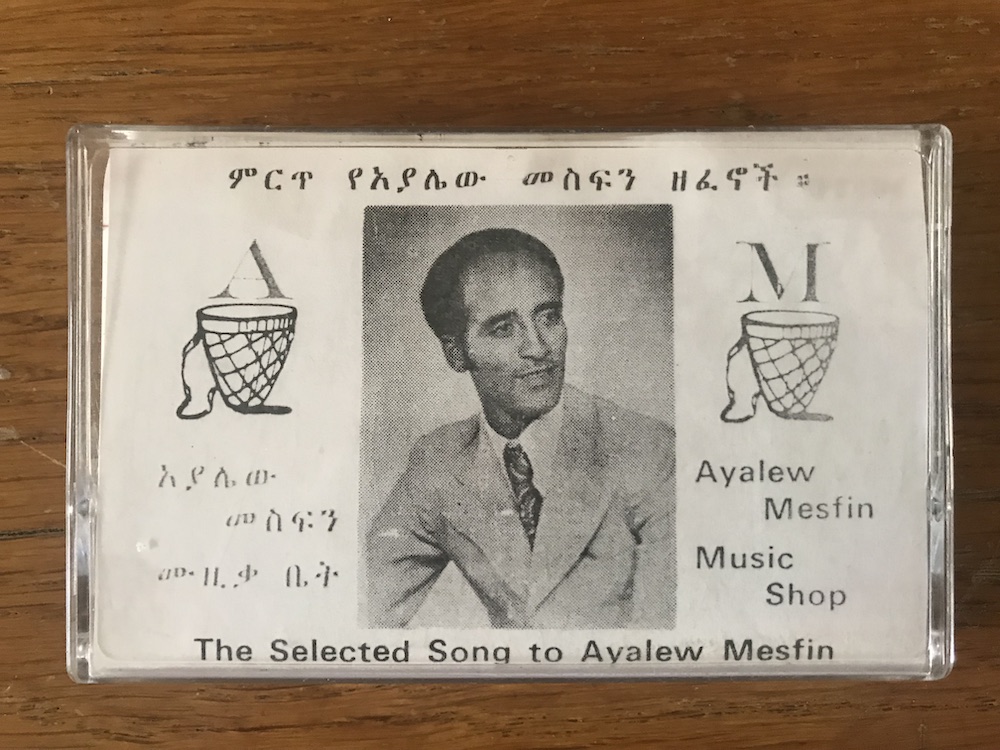 ምርጥ የአያሌው መስፍን ዘፈኖች ።
A
M
አያሌው
መስፍን
ሙዚቃ ቤት
Ayalew
Mesfin
Music
Shop
The Selected Song to Ayalew Mesfin